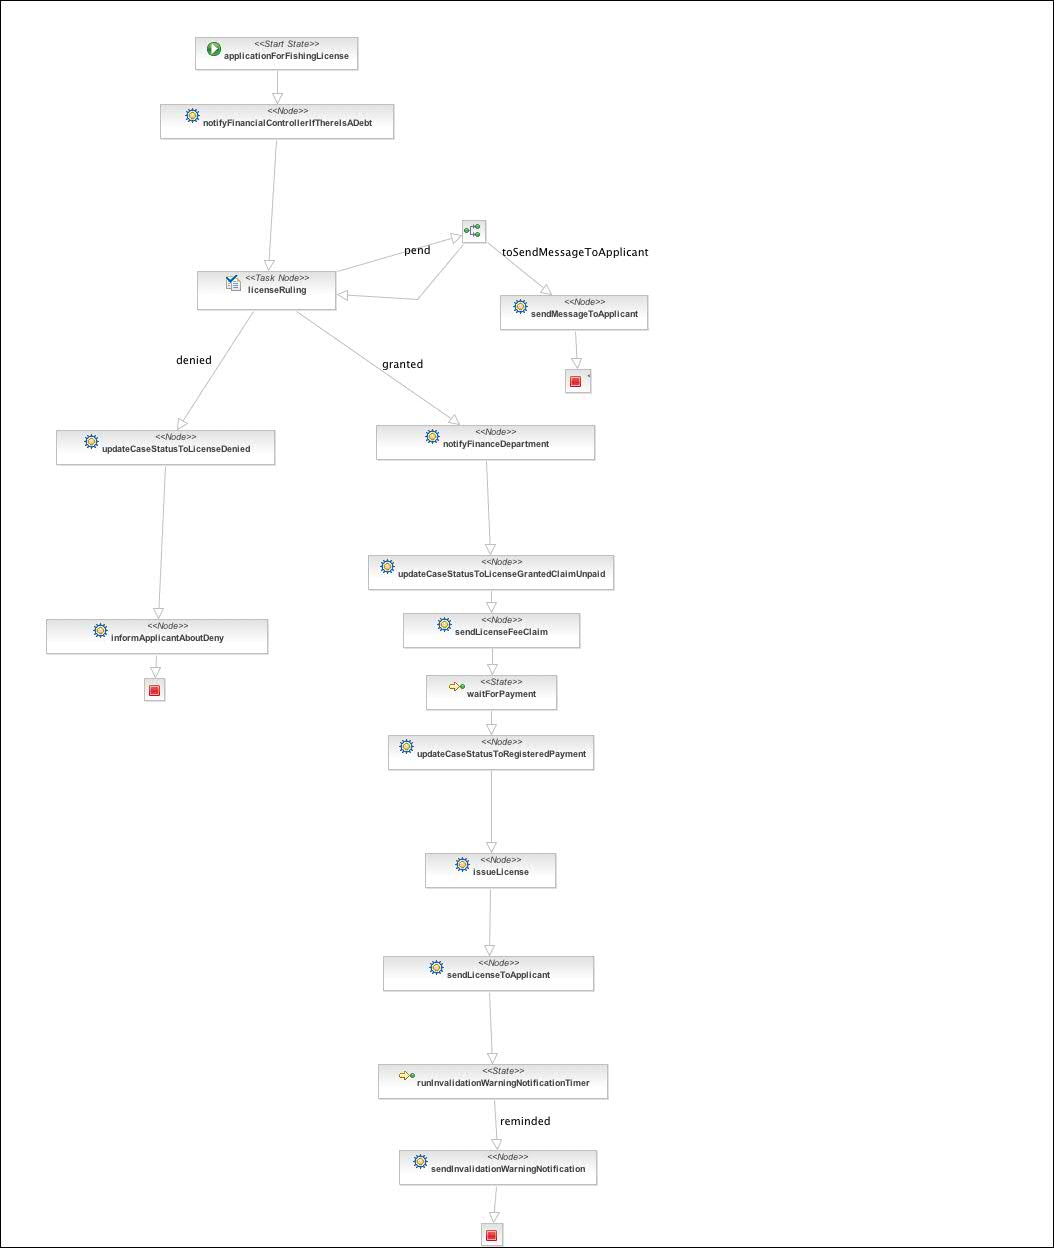 <<Start State>>
applicationForFishingLicense
<<Node>>
notifyFinancialControllerIfThereIsADebt
pend
toSendMessageToApplicant
<<Task Node>>
licenseRuling
<<Node>>
sendMessageToApplicant
denied
granted
<<Node>>
updateCaseStatusToLicenseDenied
<<Node>>
notifyFinanceDepartment
<<Node>>
updateCaseStatusToLicenseGrantedClaimUnpaid
<<Node>>
sendLicenseFeeClaim
<<Node>>
informApplicantAboutDeny
<<State>>
waitForPayment
<<Node>>
updateCaseStatusToRegisteredPayment
<<Node>>
issueLicense
<<Node>>
sendLicenseToApplicant
<<State>>
runInvalidationWarningNotificationTimer
reminded
<<Node>>
sendInvalidationWarningNotification